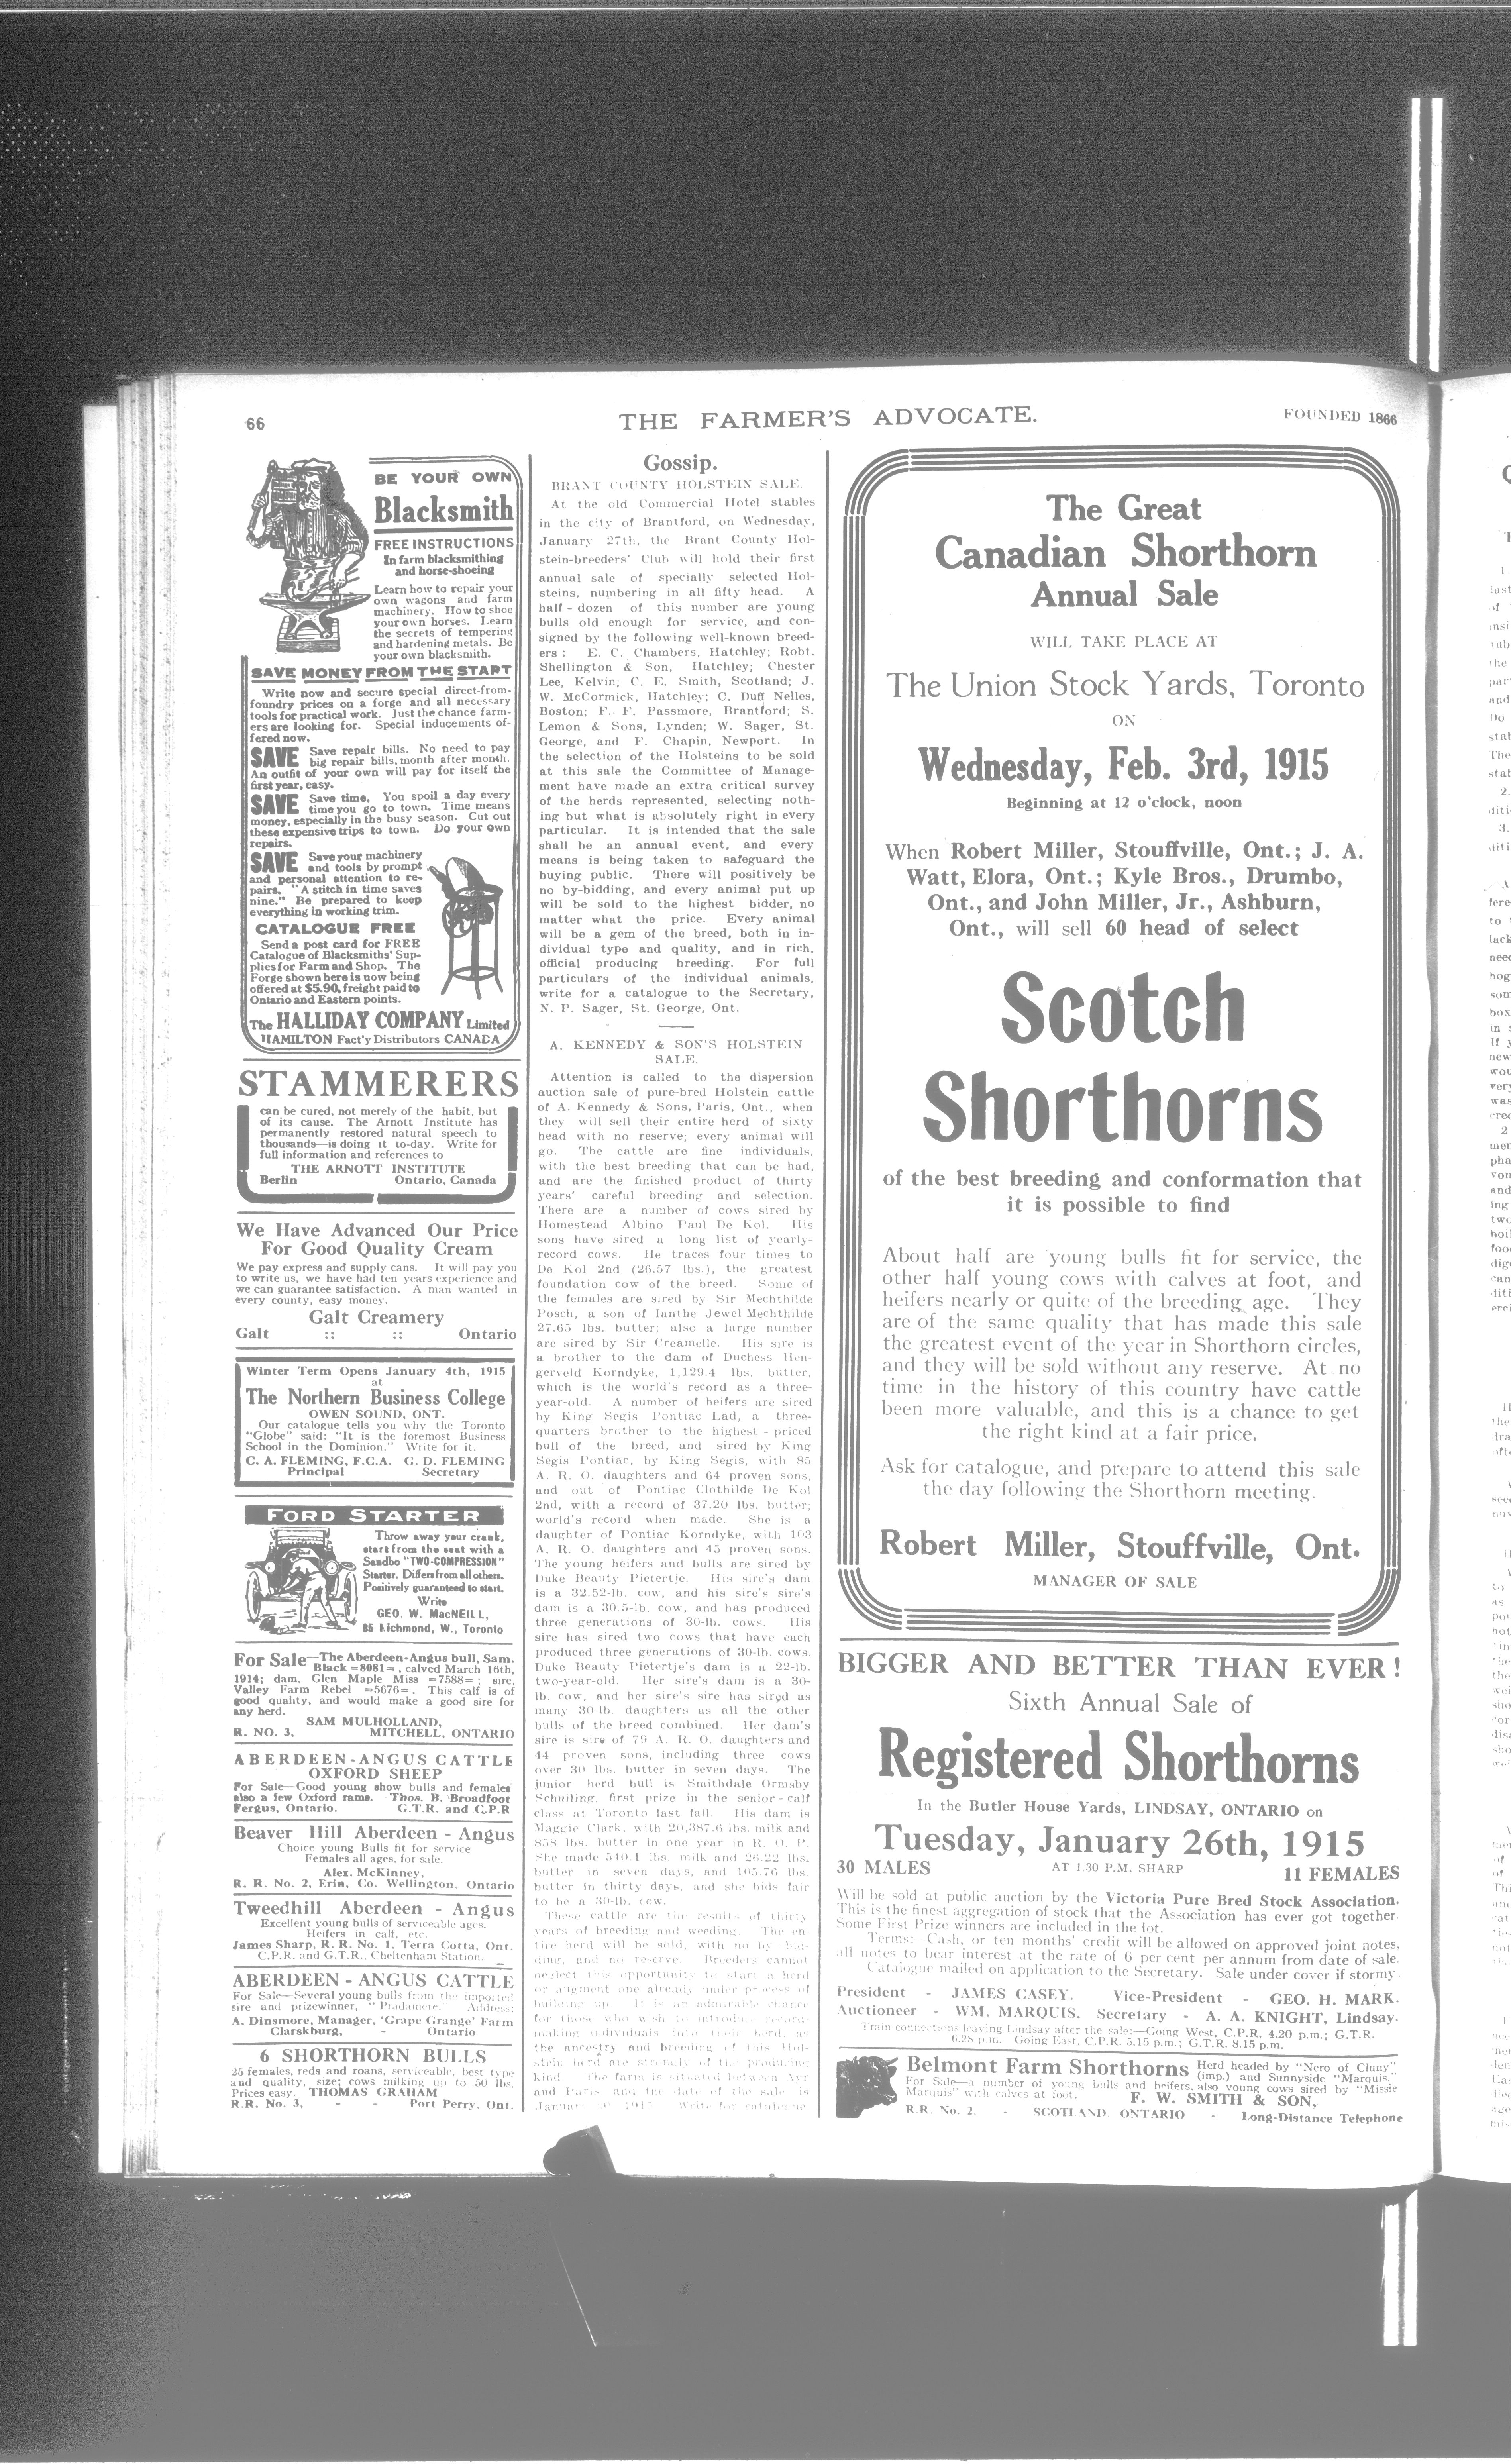 66
THE FARMER'S ADVOCATE.
FOUNDED 1866
BE YOUR OWN
Blacksmith
FREE INSTRUCTIONS
In farm blacksmithing
and horse-shoeing
Learn how to repair your
own wagons and farm
machinery. How to shoe
your own horses. Learn
the secrets of tempering
and hardening metals. Be
your own blacksmith.
SAVE MONEY FROM THE START
Write now and secure special direct-from-
foundry prices on a forge and all necessary
tools for practical work. Just the chance farm-
ers are looking for. Special inducements of-
fered now.
SAVE Save repair bills. No need to pay
big repair bills, month after month.
An outfit of your own will pay for itself the
first year, easy.
SAVE Save time, You spoil a day every
time you go to town. Time means
money, especially in the busy season. Cut out
these expensive trips to town. Do your own
repairs.
SAVE Save your machinery
and tools by prompt
and personal attention to re-
pairs. "A stitch in time saves
nine." Be prepared to keep
everything in working trim.
CATALOGUE FREE
Send a post card for FREE
Catalogue of Blacksmiths' Sup-
plies for Farm and Shop. The
Forge shown here is now being
offered at $5.90, freight paid to
Ontario and Eastern points.
The HALLIDAY COMPANY Limited
HAMILTON Fact'y Distributors CANADA
STAMMERERS
can be cured, not merely of the habit, but
of its cause. The Arnott Institute has
permanently restored natural speech to
thousands—is doing it to-day. Write for
full information and references to
THE ARNOTT INSTITUTE
Berlin Ontario, Canada
We Have Advanced Our Price
For Good Quality Cream
We pay express and supply cans. It will pay you
to write us, we have had ten years experience and
we can guarantee satisfaction. A man wanted in
every county, easy money.
Galt Creamery
Galt :: :: Ontario
Winter Term Opens January 4th, 1915
at
The Northern Business College
OWEN SOUND, ONT.
Our catalogue tells you why the Toronto
"Globe" said: "It is the foremost Business
School in the Dominion." Write for it.
C. A. FLEMING, F.C.A. G. D. FLEMING
Principal Secretary
FORD STARTER
Throw away your crank,
start from the seat with a
Sandbo "TWO-COMPRESSION"
Starter. Differs from all others.
Positively guaranteed to start.
Write
GEO. W. MacNEILL,
85 Richmond, W., Toronto
For Sale—The Aberdeen-Angus bull, Sam.
Black =8081=, calved March 16th,
1914; dam, Glen Maple Miss =7588=; sire,
Valley Farm Rebel =5676=. This calf is of
good quality, and would make a good sire for
any herd.
SAM MULHOLLAND,
R. NO. 3, MITCHELL, ONTARIO
ABERDEEN-ANGUS CATTLE
OXFORD SHEEP
For Sale—Good young show bulls and females
also a few Oxford rams. Thos. B. Broadfoot
Fergus, Ontario. G.T.R. and C.P.R
Beaver Hill Aberdeen - Angus
Choice young Bulls fit for service
Females all ages, for sale.
Alex. McKinney,
R. R. No. 2, Erin, Co. Wellington, Ontario
Tweedhill Aberdeen - Angus
Excellent young bulls of serviceable ages.
Heifers in calf, etc.
James Sharp, R. R. No. 1, Terra Cotta, Ont.
C.P.R. and G.T.R., Cheltenham Station.
ABERDEEN - ANGUS CATTLE
For Sale—Several young bulls from the imported
sire and prizewinner, "Pradamere." Address:
A. Dinsmore, Manager, 'Grape Grange' Farm
Clarskburg, - Ontario
6 SHORTHORN BULLS
25 females, reds and roans, serviceable, best type
and quality, size; cows milking up to 50 lbs.
Prices easy. THOMAS GRAHAM
R.R. No. 3, - - Port Perry, Ont.
Gossip.
BRANT COUNTY HOLSTEIN SALE.
At the old Commercial Hotel stables
in the city of Brantford, on Wednesday,
January 27th, the Brant County Hol-
stein-breeders' Club will hold their first
annual sale of specially selected Hol-
steins, numbering in all fifty head. A
half - dozen of this number are young
bulls old enough for service, and con-
signed by the following well-known breed-
ers : E. C. Chambers, Hatchley; Robt.
Shellington & Son, Hatchley; Chester
Lee, Kelvin; C. E. Smith, Scotland; J.
W. McCormick, Hatchley; C. Duff Nelles,
Boston; F. F. Passmore, Brantford; S.
Lemon & Sons, Lynden; W. Sager, St.
George, and F. Chapin, Newport. In
the selection of the Holsteins to be sold
at this sale the Committee of Manage-
ment have made an extra critical survey
of the herds represented, selecting noth-
ing but what is absolutely right in every
particular. It is intended that the sale
shall be an annual event, and every
means is being taken to safeguard the
buying public. There will positively be
no by-bidding, and every animal put up
will be sold to the highest bidder, no
matter what the price. Every animal
will be a gem of the breed, both in in-
dividual type and quality, and in rich,
official producing breeding. For full
particulars of the individual animals,
write for a catalogue to the Secretary,
N. P. Sager, St. George, Ont.
A. KENNEDY & SON'S HOLSTEIN
SALE.
Attention is called to the dispersion
auction sale of pure-bred Holstein cattle
of A. Kennedy & Sons, Paris, Ont., when
they will sell their entire herd of sixty
head with no reserve; every animal will
go. The cattle are fine individuals,
with the best breeding that can be had,
and are the finished product of thirty
years' careful breeding and selection.
There are a number of cows sired by
Homestead Albino Paul De Kol. His
sons have sired a long list of yearly-
record cows. He traces four times to
De Kol 2nd (26.57 lbs.), the greatest
foundation cow of the breed. Some of
the females are sired by Sir Mechthilde
Posch, a son of Ianthe Jewel Mechthilde
27.65 lbs. butter; also a large number
are sired by Sir Creamelle. His sire is
a brother to the dam of Duchess Hen-
gerveld Korndyke, 1,129.4 lbs. butter,
which is the world's record as a three-
year-old. A number of heifers are sired
by King Segis Pontiac Lad, a three-
quarters brother to the highest - priced
bull of the breed, and sired by King
Segis Pontiac, by King Segis, with 85
A. R. O. daughters and 64 proven sons,
and out of Pontiac Clothilde De Kol
2nd, with a record of 37.20 lbs. butter;
world's record when made. She is a
daughter of Pontiac Korndyke, with 103
A. R. O. daughters and 45 proven sons.
The young heifers and bulls are sired by
Duke Beauty Pietertje. His sire's dam
is a 32.52-lb. cow, and his sire's sire's
dam is a 30.5-lb. cow, and has produced
three generations of 30-lb. cows. His
sire has sired two cows that have each
produced three generations of 30-lb. cows.
Duke Beauty Pietertje's dam is a 22-lb.
two-year-old. Her sire's dam is a 30-
lb. cow, and her sire's sire has sired as
many 30-lb. daughters as all the other
bulls of the breed combined. Her dam's
sire is sire of 79 A. R. O. daughters and
44 proven sons, including three cows
over 30 lbs. butter in seven days. The
junior herd bull is Smithdale Ormsby
Schuiling, first prize in the senior - calf
class at Toronto last fall. His dam is
Maggie Clark, with 20,387.6 lbs. milk and
858 lbs. butter in one year in R. O. P.
She made 540.1 lbs. milk and 26.22 lbs.
butter in seven days, and 105.76 lbs.
butter in thirty days, and she bids fair
to be a 30-lb. cow.
These cattle are the results of thirty
years of breeding and weeding. The en-
tire herd will be sold, with no by - bid-
ding, and no reserve. Breeders cannot
neglect this opportunity to start a herd
or augment one already under process of
building up. It is an admirable chance
for those who wish to introduce record-
making individuals into their herd, as
the ancestry and breeding of this Hol-
stein herd are strongly of the producing
kind. The farm is situated between Ayr
and Paris, and the date of the sale is
January 1915. Write for catalogue.
The Great
Canadian Shorthorn
Annual Sale
WILL TAKE PLACE AT
The Union Stock Yards, Toronto
ON
Wednesday, Feb. 3rd, 1915
Beginning at 12 o'clock, noon
When Robert Miller, Stouffville, Ont.; J. A.
Watt, Elora, Ont.; Kyle Bros., Drumbo,
Ont., and John Miller, Jr., Ashburn,
Ont., will sell 60 head of select
Scotch
Shorthorns
of the best breeding and conformation that
it is possible to find
About half are young bulls fit for service, the
other half young cows with calves at foot, and
heifers nearly or quite of the breeding age. They
are of the same quality that has made this sale
the greatest event of the year in Shorthorn circles,
and they will be sold without any reserve. At no
time in the history of this country have cattle
been more valuable, and this is a chance to get
the right kind at a fair price.
Ask for catalogue, and prepare to attend this sale
the day following the Shorthorn meeting.
Robert Miller, Stouffville, Ont.
MANAGER OF SALE
BIGGER AND BETTER THAN EVER!
Sixth Annual Sale of
Registered Shorthorns
In the Butler House Yards, LINDSAY, ONTARIO on
Tuesday, January 26th, 1915
30 MALES AT 1.30 P.M. SHARP 11 FEMALES
Will be sold at public auction by the Victoria Pure Bred Stock Association.
This is the finest aggregation of stock that the Association has ever got together.
Some First Prize winners are included in the lot.
Terms:—Cash, or ten months' credit will be allowed on approved joint notes,
all notes to bear interest at the rate of 6 per cent per annum from date of sale.
Catalogue mailed on application to the Secretary. Sale under cover if stormy.
President - JAMES CASEY. Vice-President - GEO. H. MARK.
Auctioneer - WM. MARQUIS. Secretary - A. A. KNIGHT, Lindsay.
Train connections leaving Lindsay after the sale:—Going West, C.P.R. 4.20 p.m.; G.T.R.
6.28 p.m. Going East, C.P.R. 5.15 p.m.; G.T.R. 8.15 p.m.
Belmont Farm Shorthorns Herd headed by "Nero of Cluny"
(imp.) and Sunnyside "Marquis."
For Sale—a number of young bulls and heifers, also young cows sired by "Missie
Marquis" with calves at foot. F. W. SMITH & SON,
R.R. No. 2, - SCOTLAND, ONTARIO - Long-Distance Telephone